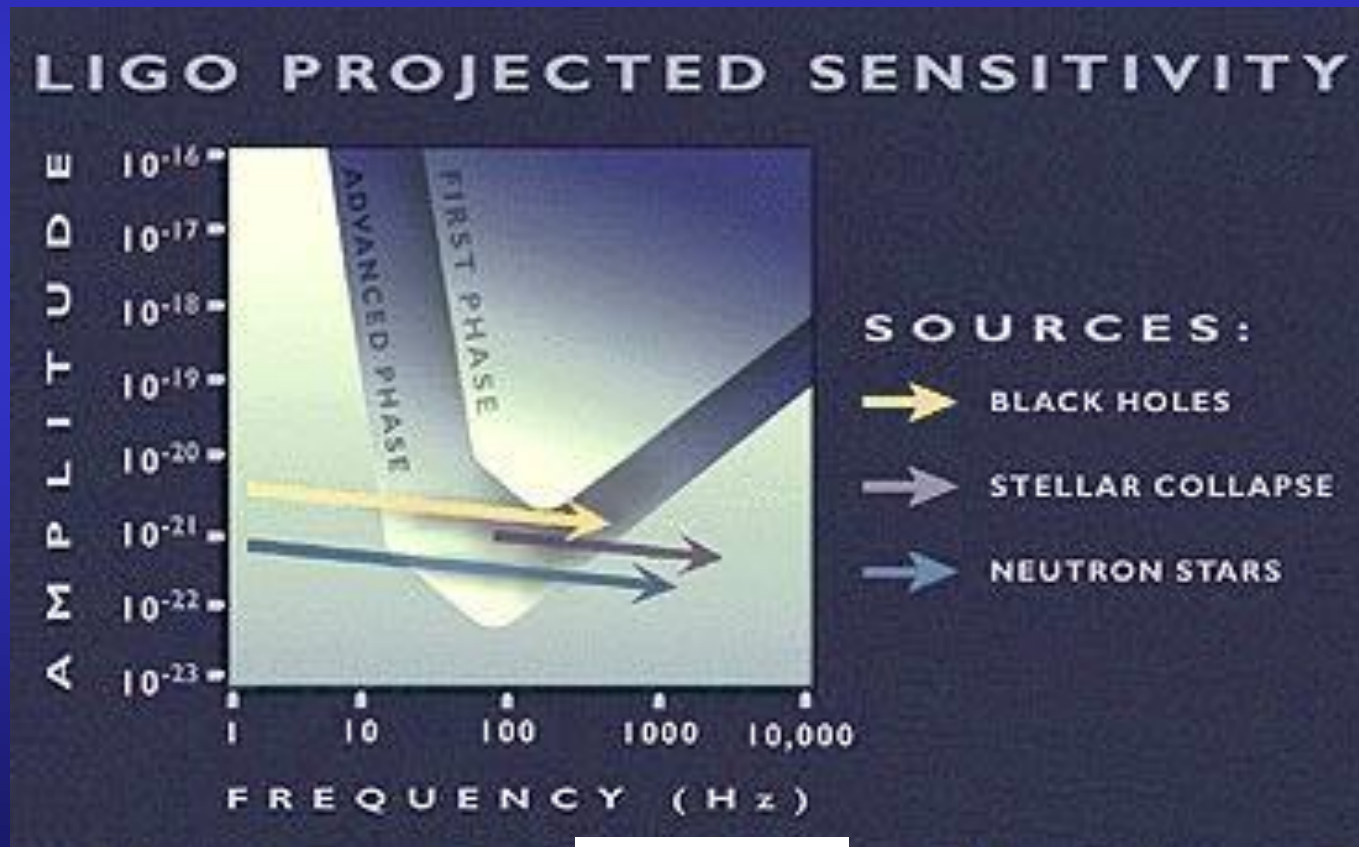 LIGO PROJECTED SENSITIVITY
AMPLITUDE
10-16
10-17
10-18
10-19
10-20
10-21
10-22
10-23
ADVANCED PHASE
FIRST PHASE
1
10
100
1000
10,000
FREQUENCY (Hz)
SOURCES:
BLACK HOLES
STELLAR COLLAPSE
NEUTRON STARS